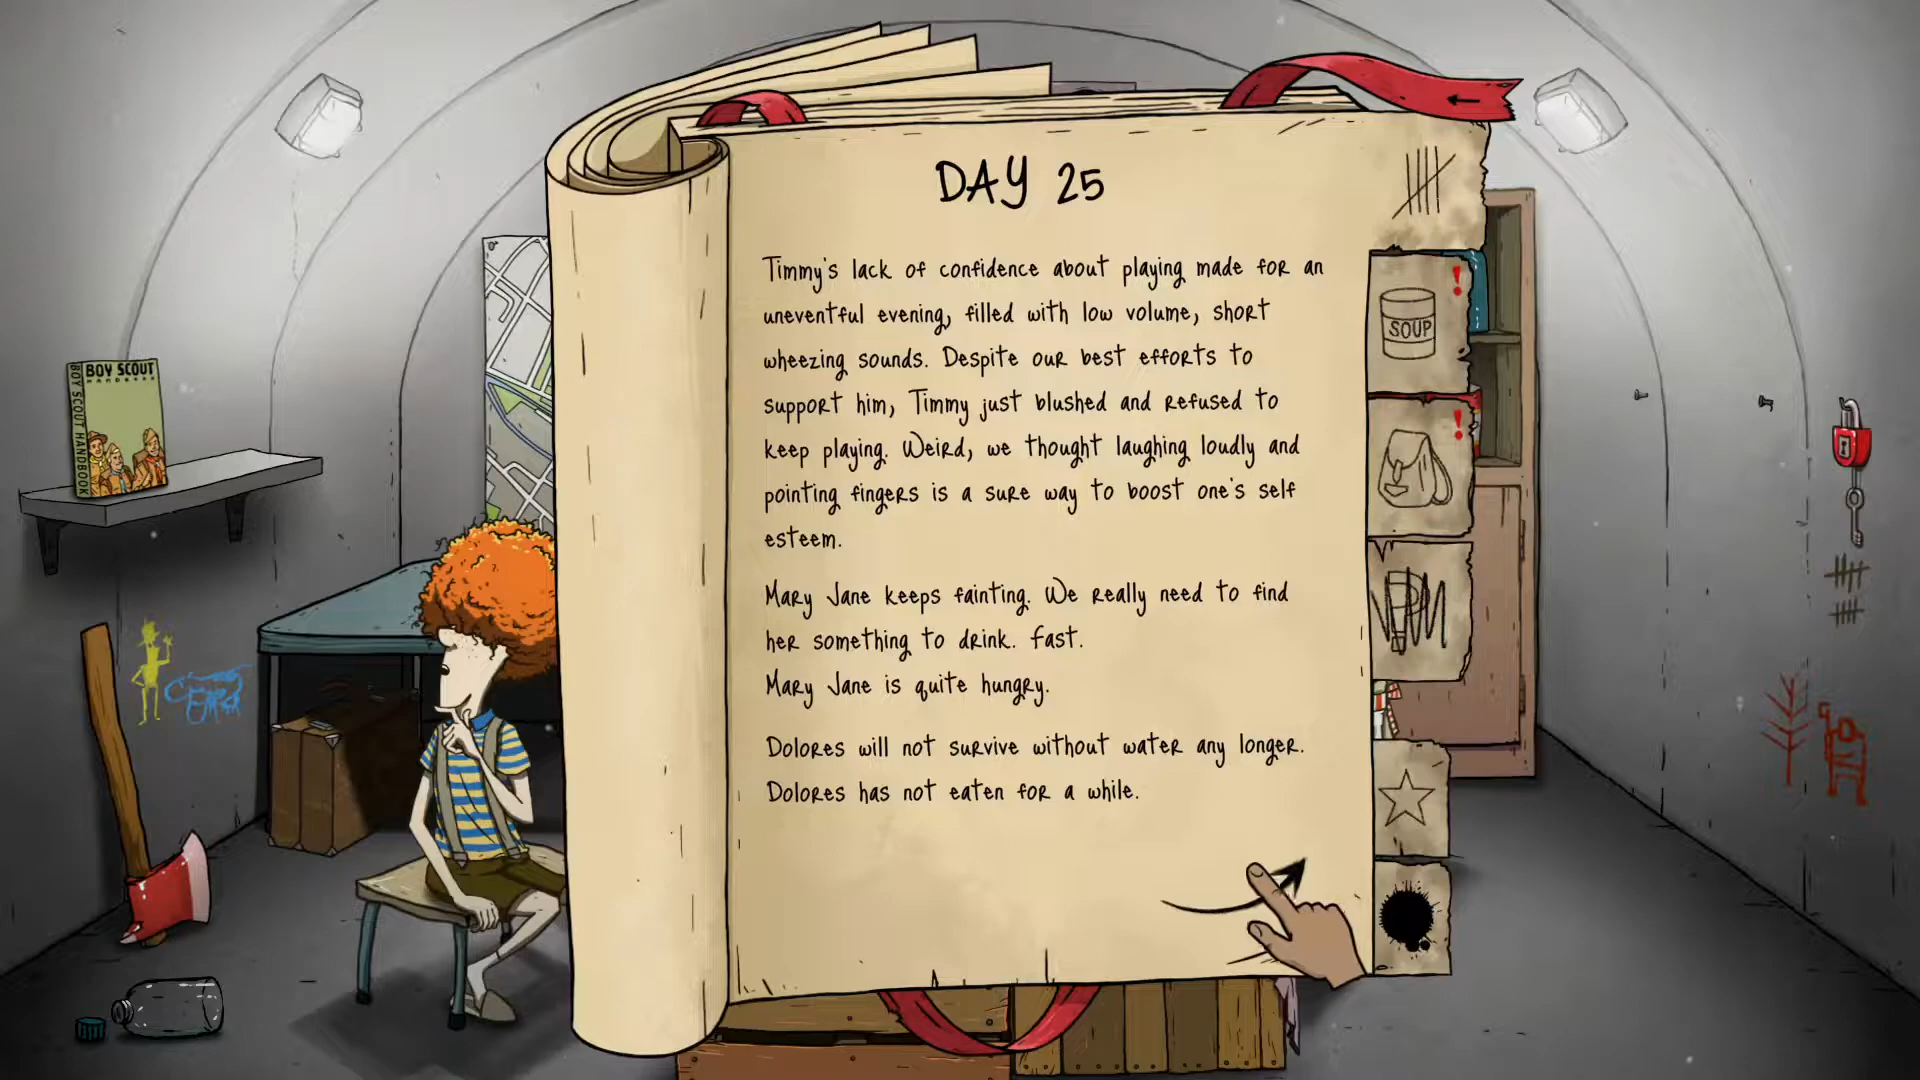 DAY 25
Timmy's lack of confidence about playing made for an
uneventful evening, filled with low volume, short
wheezing sounds. Despite our best efforts to
support him, Timmy just blushed and refused to
keep playing. Weird, we thought laughing loudly and
pointing fingers is a sure way to boost one's self
esteem.
Mary Jane keeps fainting. We really need to find
her something to drink. Fast.
Mary Jane is quite hungry.
Dolores will not survive without water any longer.
Dolores has not eaten for a while.
!
SOUP
!
BOY SCOUT
HANDBOOK
BOY SCOUT HANDBOOK